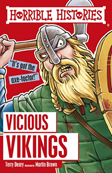 HORRIBLE HISTORIES
"It's got the
axe-factor!"
VICIOUS
VIKINGS
Terry Deary Illustrated by Martin Brown